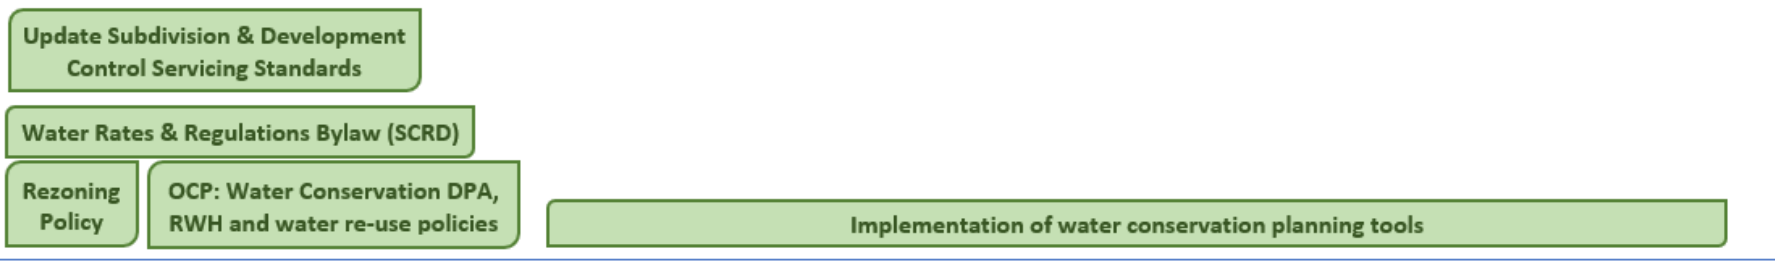 Update Subdivision & Development
Control Servicing Standards
Water Rates & Regulations Bylaw (SCRD)
Rezoning
Policy
OCP: Water Conservation DPA,
RWH and water re-use policies
Implementation of water conservation planning tools